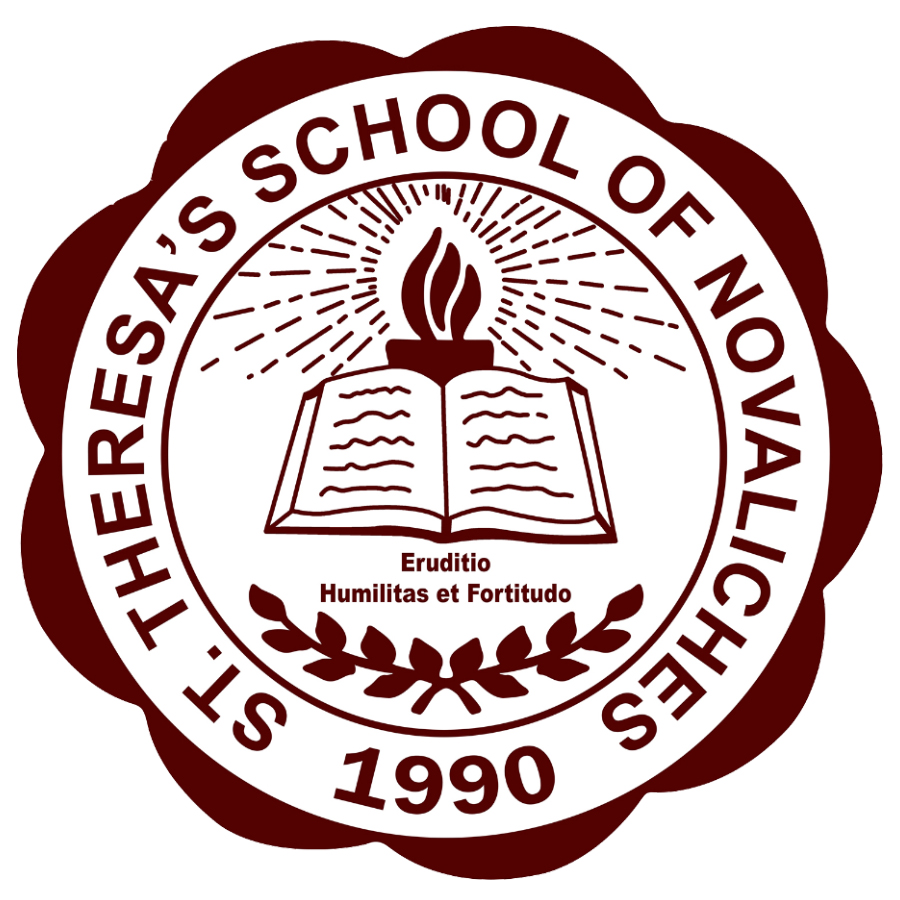 ST. THERESA'S SCHOOL OF NOVALICHES
Eruditio
Humilitas et Fortitudo
1990